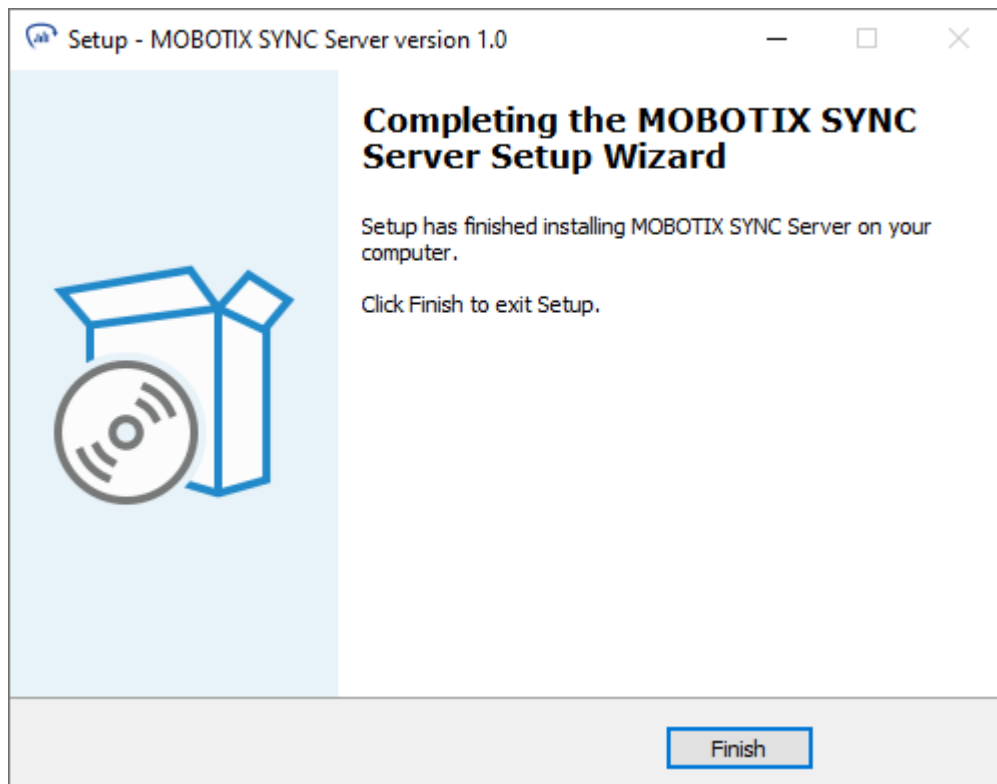 Setup - MOBOTIX SYNC Server version 1.0
Completing the MOBOTIX SYNC
Server Setup Wizard
Setup has finished installing MOBOTIX SYNC Server on your
computer.
Click Finish to exit Setup.
Finish